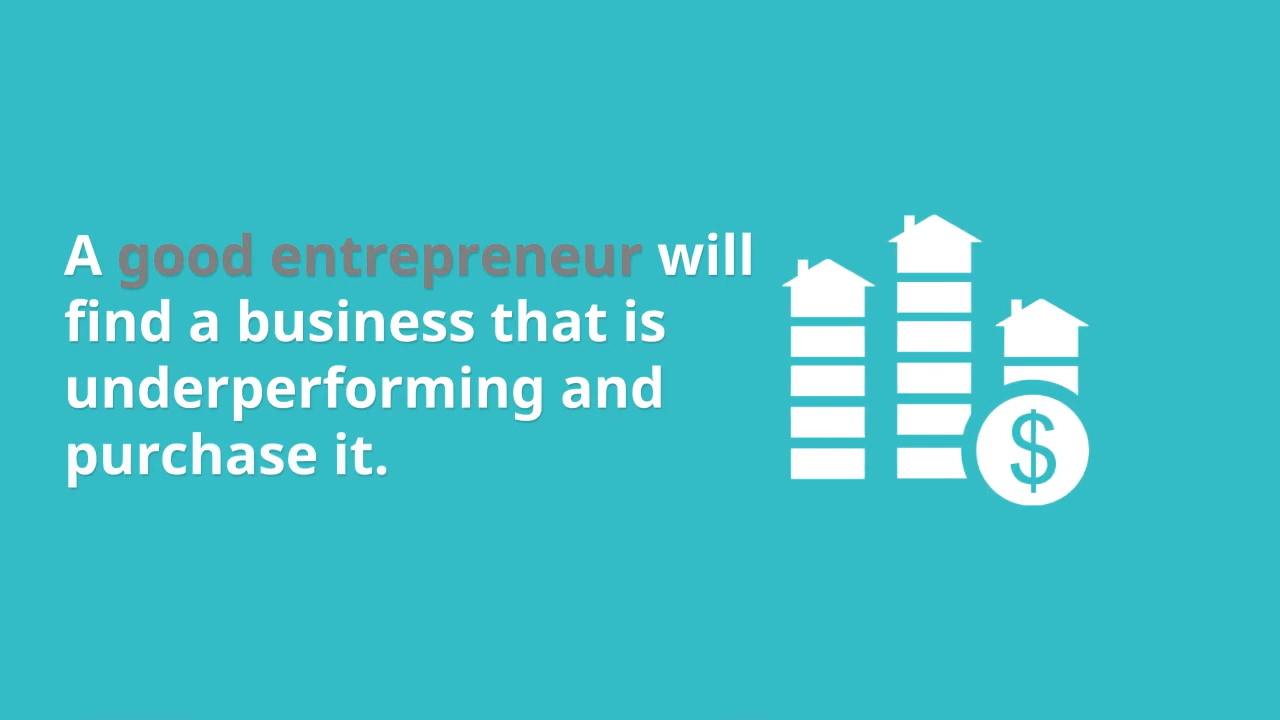 A good entrepreneur will
find a business that is
underperforming and
purchase it.
$